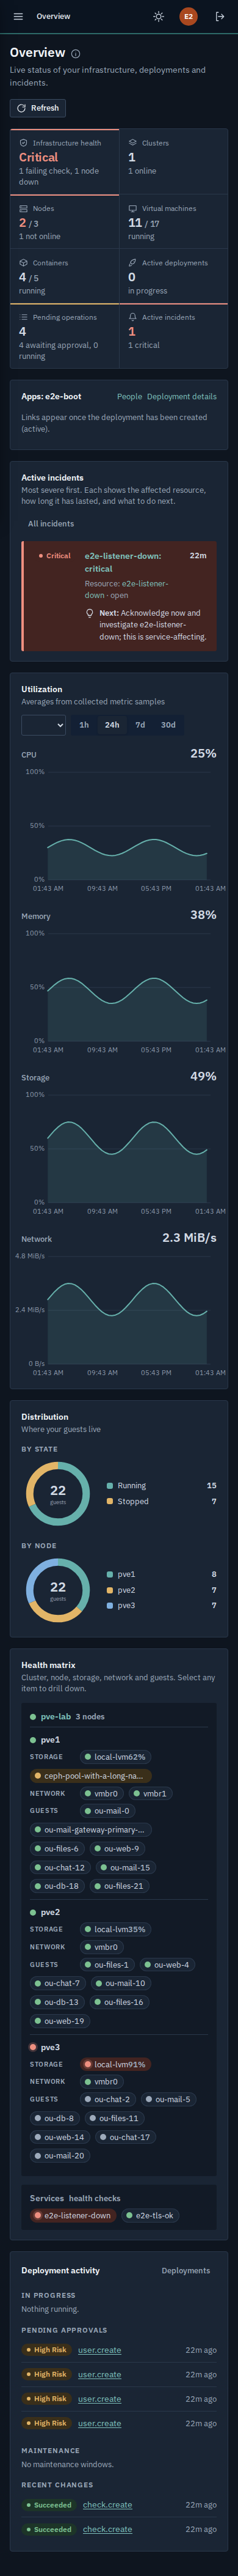 Overview
E2
Overview
Live status of your infrastructure, deployments and
incidents.
Refresh
Infrastructure health
Critical
1 failing check, 1 node
down
Clusters
1
1 online
Nodes
2 / 3
1 not online
Virtual machines
11 / 17
running
Containers
4 / 5
running
Active deployments
0
in progress
Pending operations
4
4 awaiting approval, 0
running
Active incidents
1
1 critical
Apps: e2e-boot
People
Deployment details
Links appear once the deployment has been created
(active).
Active incidents
Most severe first. Each shows the affected resource,
how long it has lasted, and what to do next.
All incidents
Critical
e2e-listener-down:
critical
22m
Resource: e2e-listener-
down · open
Next: Acknowledge now and
investigate e2e-listener-
down; this is service-affecting.
Utilization
Averages from collected metric samples
1h 24h 7d 30d
CPU 25%
100%
50%
0%
01:43 AM 09:43 AM 05:43 PM 01:43 AM
Memory 38%
100%
50%
0%
01:43 AM 09:43 AM 05:43 PM 01:43 AM
Storage 49%
100%
50%
0%
01:43 AM 09:43 AM 05:43 PM 01:43 AM
Network 2.3 MiB/s
4.8 MiB/s
2.4 MiB/s
0 B/s
01:43 AM 09:43 AM 05:43 PM 01:43 AM
Distribution
Where your guests live
BY STATE
22
guests
Running 15
Stopped 7
BY NODE
22
guests
pve1 8
pve2 7
pve3 7
Health matrix
Cluster, node, storage, network and guests. Select any
item to drill down.
pve-lab 3 nodes
pve1
STORAGE local-lvm62%
ceph-pool-with-a-long-na...
NETWORK vmbr0 vmbr1
GUESTS ou-mail-0
ou-mail-gateway-primary-...
ou-files-6 ou-web-9
ou-chat-12 ou-mail-15
ou-db-18 ou-files-21
pve2
STORAGE local-lvm35%
NETWORK vmbr0
GUESTS ou-files-1 ou-web-4
ou-chat-7 ou-mail-10
ou-db-13 ou-files-16
ou-web-19
pve3
STORAGE local-lvm91%
NETWORK vmbr0
GUESTS ou-chat-2 ou-mail-5
ou-db-8 ou-files-11
ou-web-14 ou-chat-17
ou-mail-20
Services health checks
e2e-listener-down e2e-tls-ok
Deployment activity
Deployments
IN PROGRESS
Nothing running.
PENDING APPROVALS
High Risk user.create 22m ago
High Risk user.create 22m ago
High Risk user.create 22m ago
High Risk user.create 22m ago
MAINTENANCE
No maintenance windows.
RECENT CHANGES
Succeeded check.create 22m ago
Succeeded check.create 22m ago